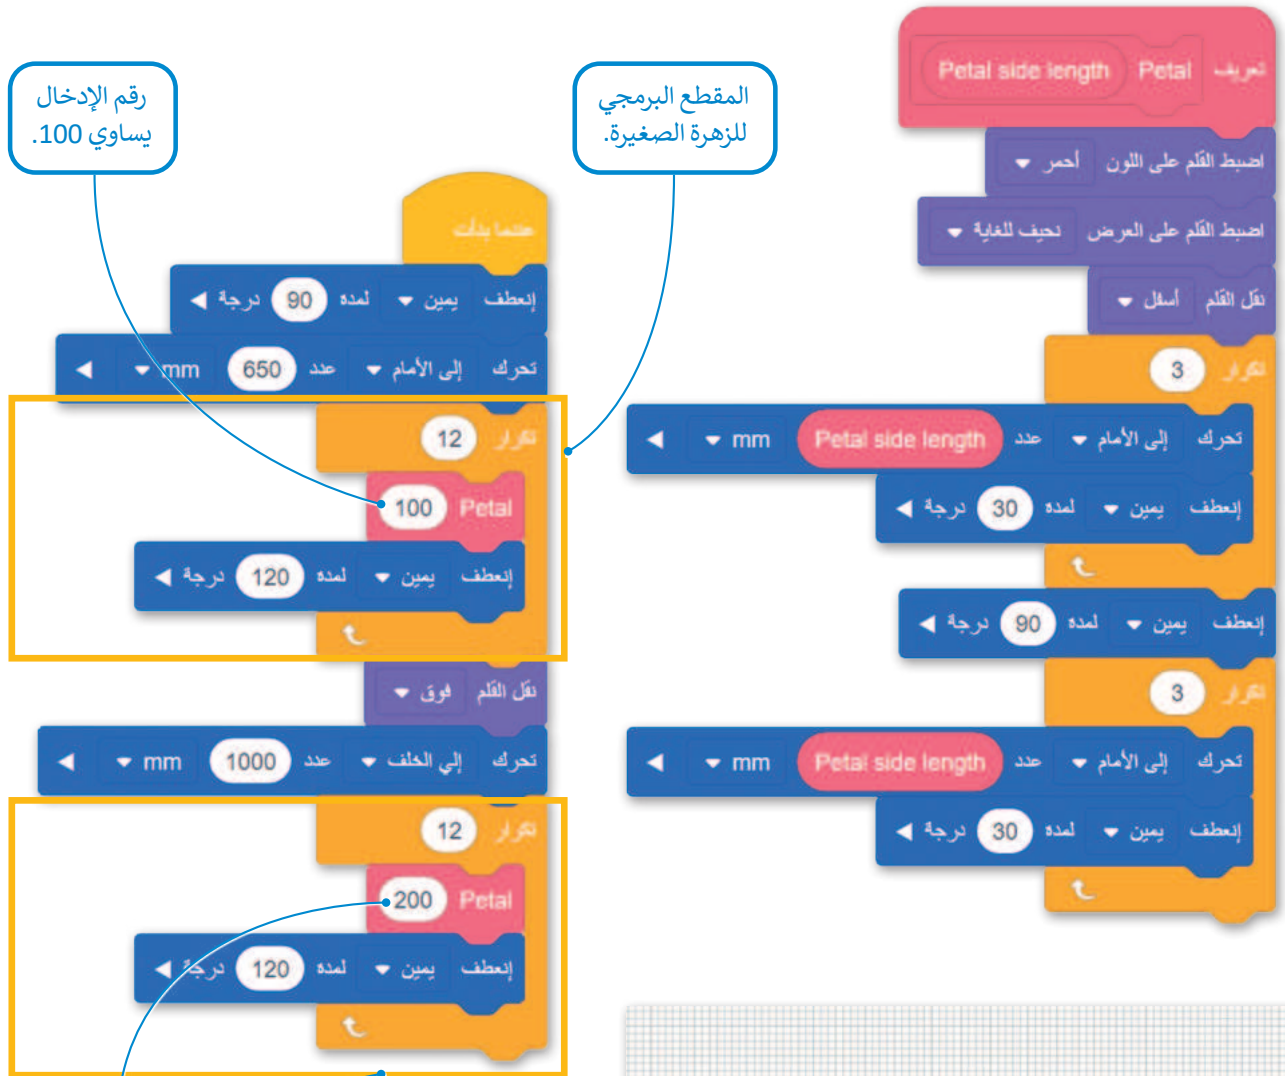 تعريف Petal Petal side length
اضبط القلم على اللون أحمر
اضبط القلم على العرض نحيف للغاية
نقل القلم أسفل
تكرار 3
تحرك إلى الأمام عدد Petal side length mm
إنعطف يمين لمدة 30 درجة
إنعطف يمين لمدة 90 درجة
تكرار 3
تحرك إلى الأمام عدد Petal side length mm
إنعطف يمين لمدة 30 درجة
المقطع البرمجي
للزهرة الصغيرة.
رقم الإدخال
يساوي 100.
عندما بدأت
إنعطف يمين لمدة 90 درجة
تحرك إلى الأمام عدد 650 mm
تكرار 12
Petal 100
إنعطف يمين لمدة 120 درجة
نقل القلم فوق
تحرك إلي الخلف عدد 1000 mm
تكرار 12
Petal 200
إنعطف يمين لمدة 120 درجة